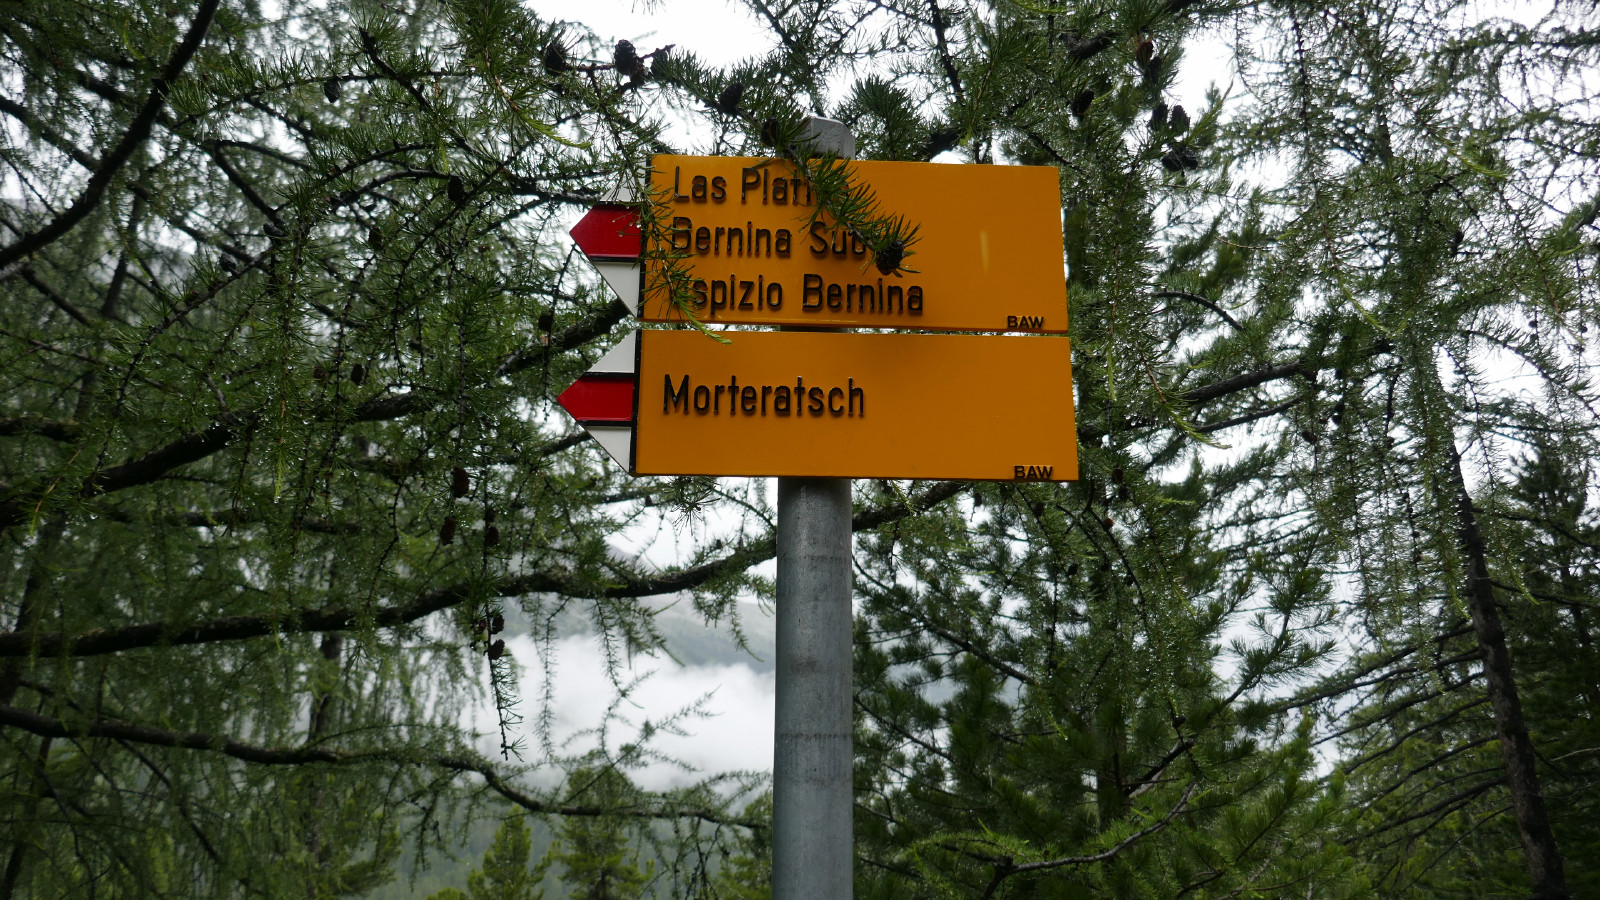 Las
Bernina
Bernina
BAW
Morteratsch
BAW